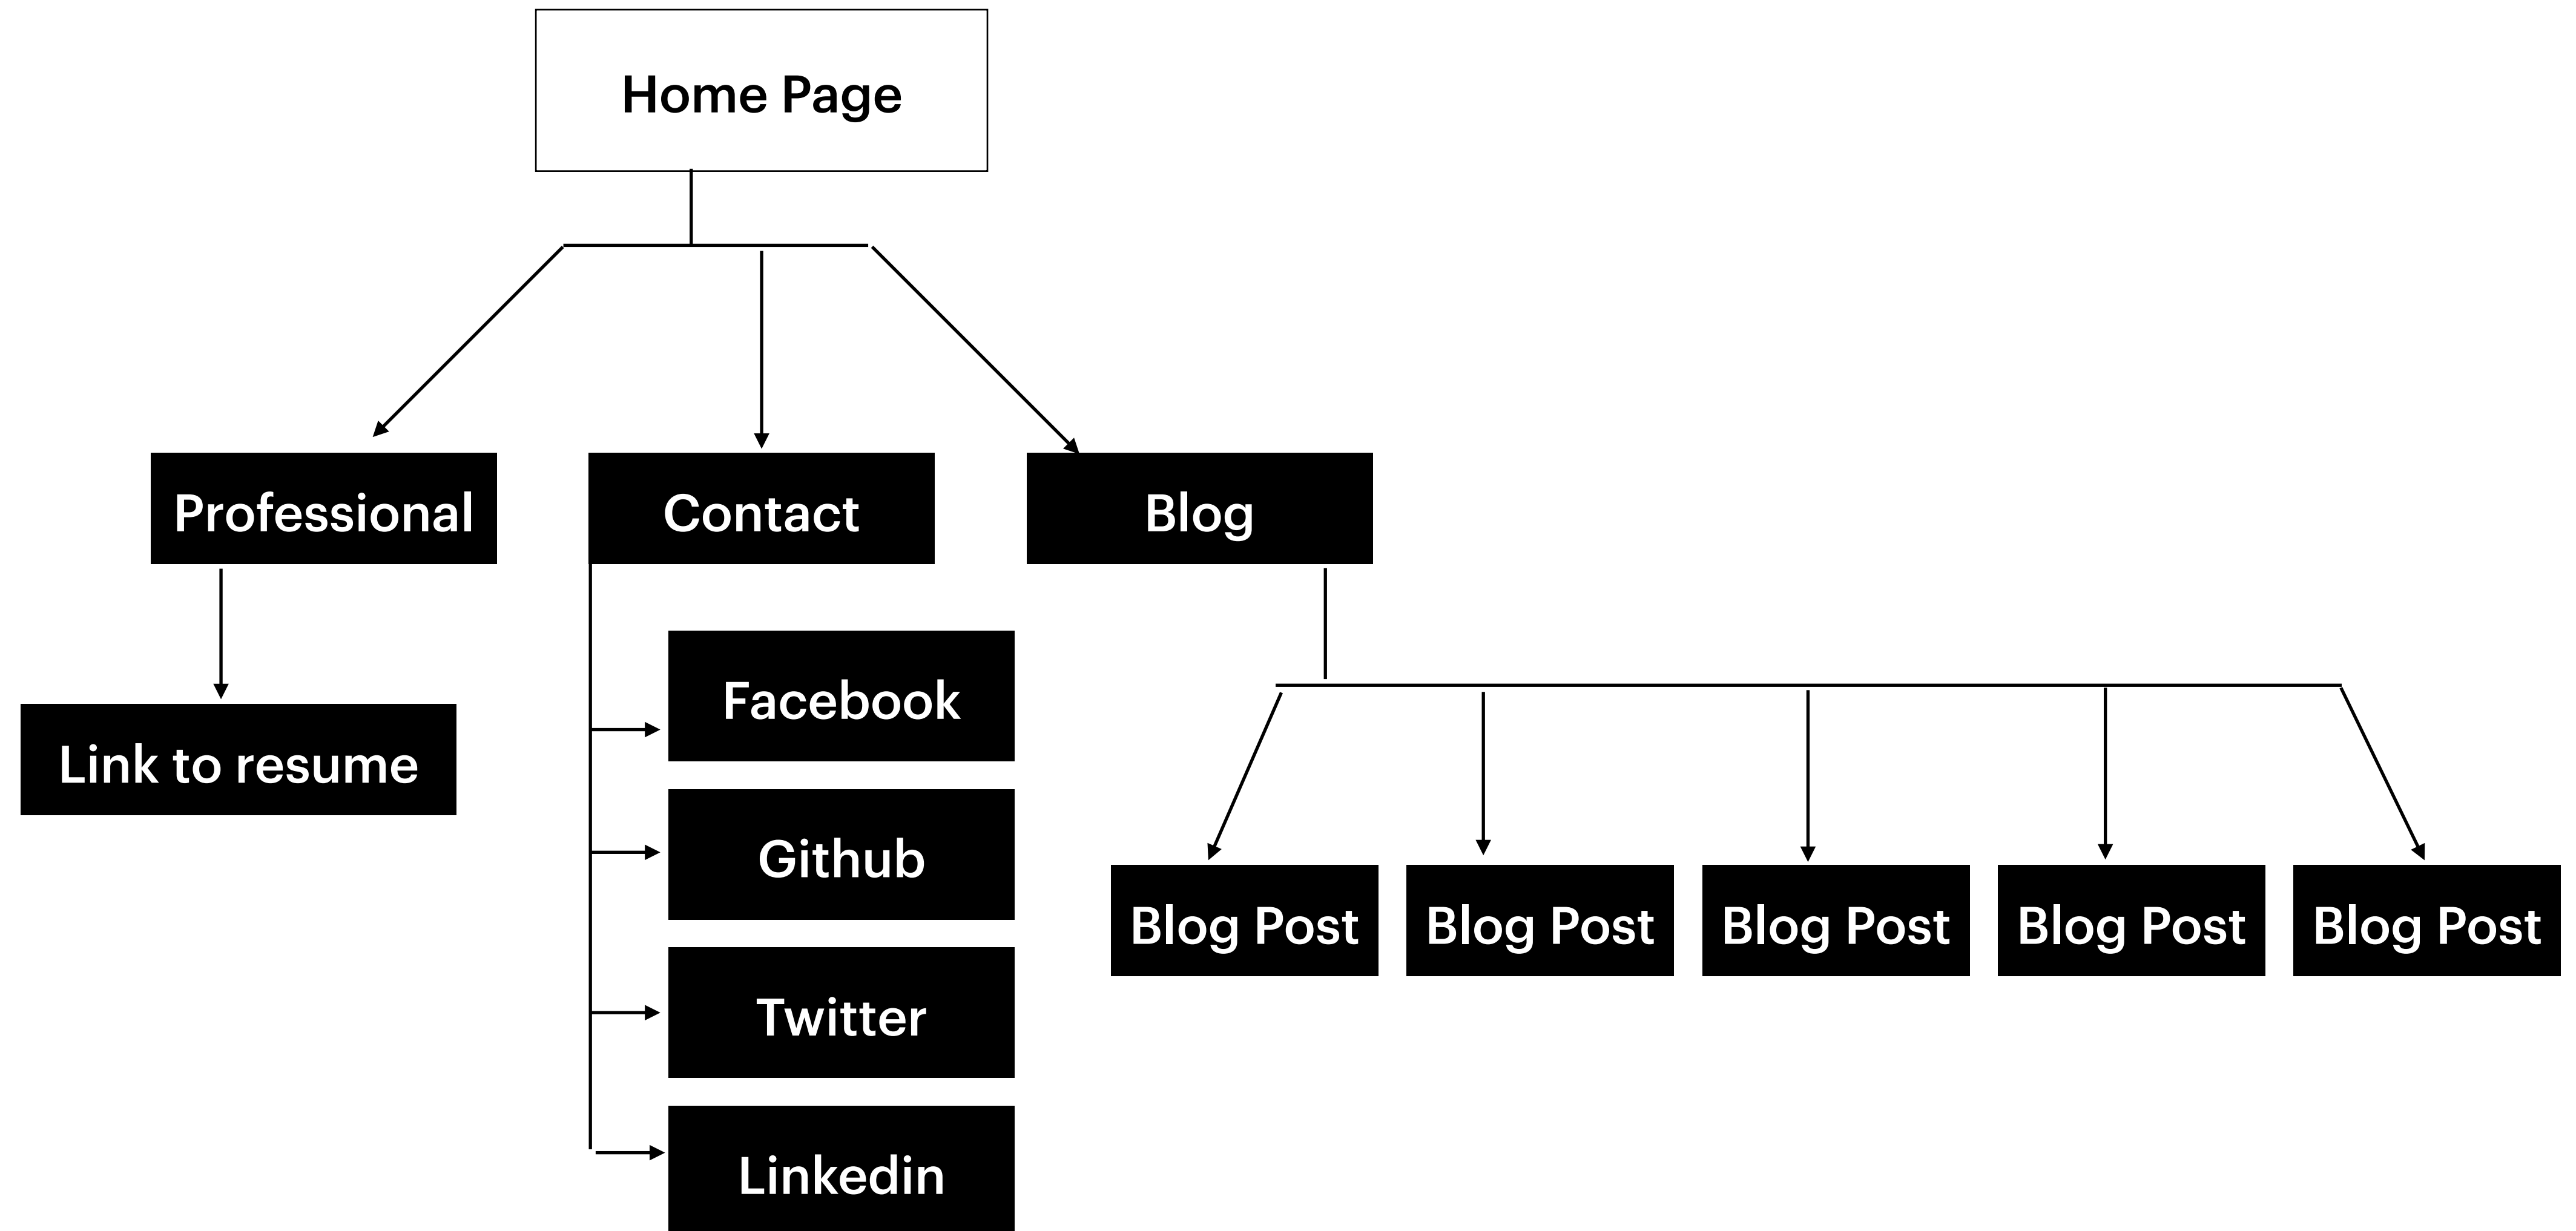 Home Page
Professional
Contact
Blog
Link to resume
Facebook
Github
Twitter
Linkedin
Blog Post
Blog Post
Blog Post
Blog Post
Blog Post